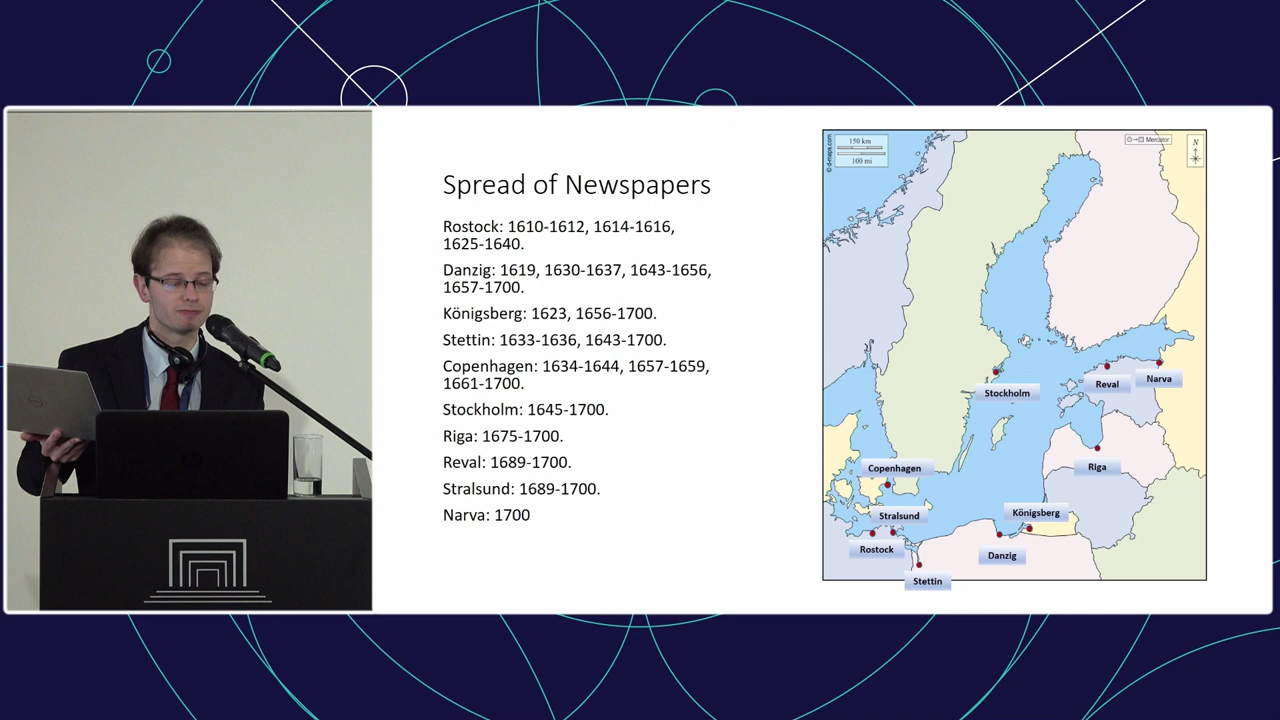 Spread of Newspapers
Rostock: 1610-1612, 1614-1616,
1625-1640.
Danzig: 1619, 1630-1637, 1643-1656,
1657-1700.
Königsberg: 1623, 1656-1700.
Stettin: 1633-1636, 1643-1700.
Copenhagen: 1634-1644, 1657-1659,
1661-1700.
Stockholm: 1645-1700.
Riga: 1675-1700.
Reval: 1689-1700.
Stralsund: 1689-1700.
Narva: 1700
© d-maps.com
150 km
100 mi
Mercator
N
Stockholm
Reval
Narva
Riga
Copenhagen
Stralsund
Königsberg
Rostock
Danzig
Stettin